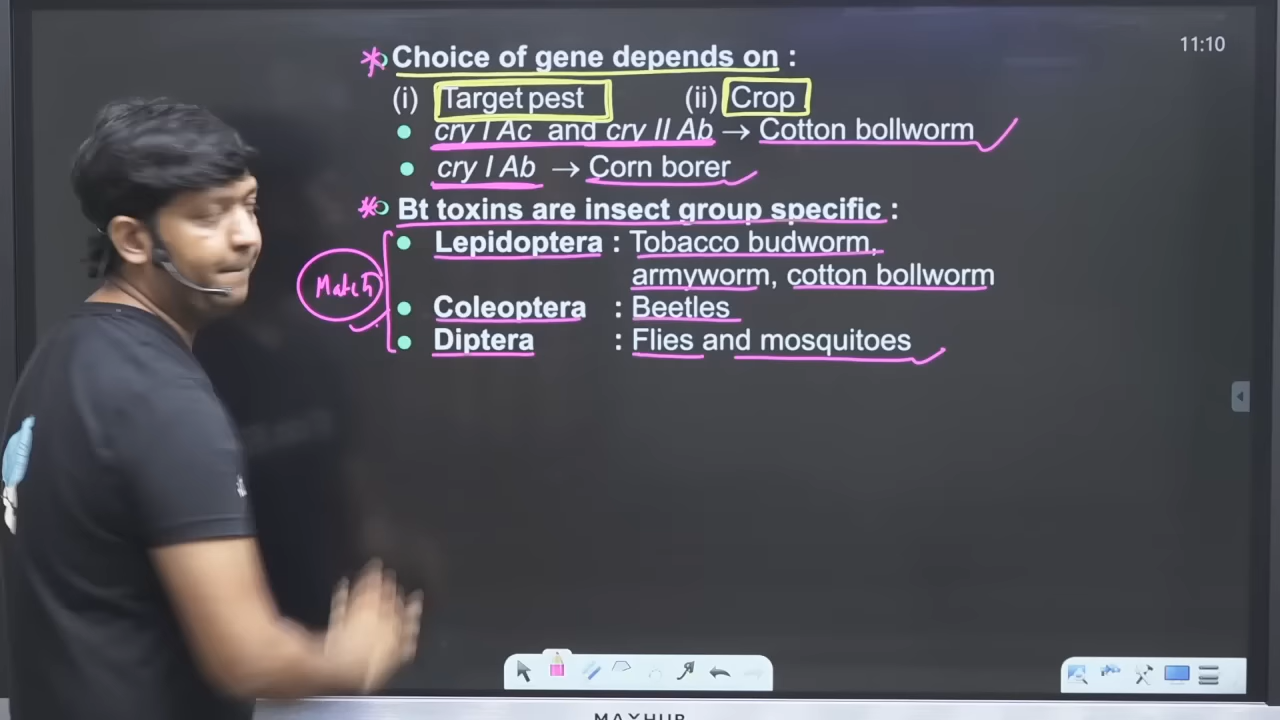 11:10
* Choice of gene depends on :
(i) Target pest (ii) Crop
• cry I Ac and cry II Ab → Cotton bollworm
• cry I Ab → Corn borer
* Bt toxins are insect group specific :
• Lepidoptera : Tobacco budworm,
armyworm, cotton bollworm
Match
• Coleoptera : Beetles
• Diptera : Flies and mosquitoes
MAXHUB